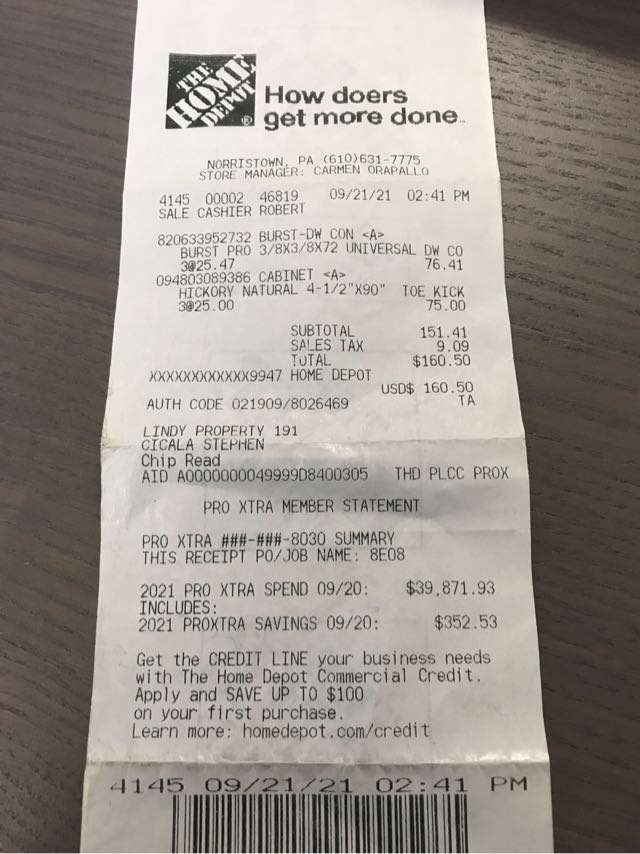 THE
HOME
DEPOT
®
How doers
get more done™
NORRISTOWN, PA (610)631-7775
STORE MANAGER: CARMEN ORAPALLO
4145 00002 46819 09/21/21 02:41 PM
SALE CASHIER ROBERT
820633952732 BURST-DW CON <A>
BURST PRO 3/8X3/8X72 UNIVERSAL DW CO
3@25.47 76.41
094803089386 CABINET <A>
HICKORY NATURAL 4-1/2"X90" TOE KICK
3@25.00 75.00
SUBTOTAL 151.41
SALES TAX 9.09
TOTAL $160.50
XXXXXXXXXXXX9947 HOME DEPOT
USD$ 160.50
AUTH CODE 021909/8026469 TA
LINDY PROPERTY 191
CICALA STEPHEN
Chip Read
AID A0000000049999D8400305 THD PLCC PROX
PRO XTRA MEMBER STATEMENT
PRO XTRA ###-###-8030 SUMMARY
THIS RECEIPT PO/JOB NAME: 8E08
2021 PRO XTRA SPEND 09/20: $39,871.93
INCLUDES:
2021 PROXTRA SAVINGS 09/20: $352.53
Get the CREDIT LINE your business needs
with The Home Depot Commercial Credit.
Apply and SAVE UP TO $100
on your first purchase.
Learn more: homedepot.com/credit
4145 09/21/21 02:41 PM